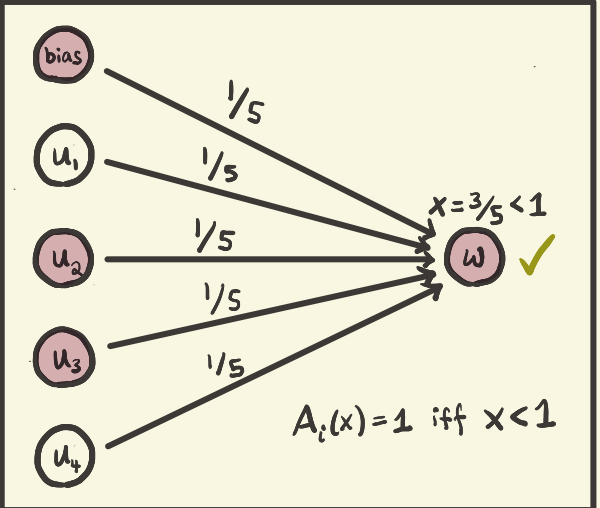 bias
1/5
u₁
1/5
x = 3/5 < 1
1/5
u₂
w
1/5
u₃
1/5
Aᵢ(x) = 1 iff x < 1
u₄